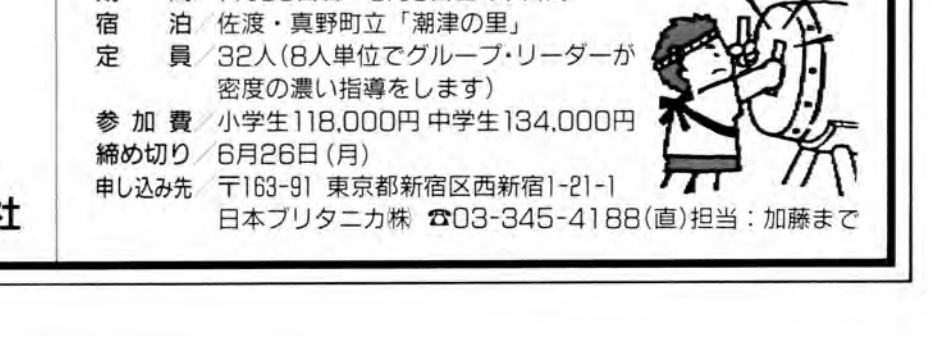 宿泊／佐渡・真野町立「潮津の里」
定員／32人(8人単位でグループ・リーダーが
密度の濃い指導をします)
参加費／小学生118,000円 中学生134,000円
締め切り／6月26日(月)
申し込み先／〒163-91 東京都新宿区西新宿1-21-1
社
日本ブリタニカ㈱ ☎03-345-4188(直)担当：加藤まで